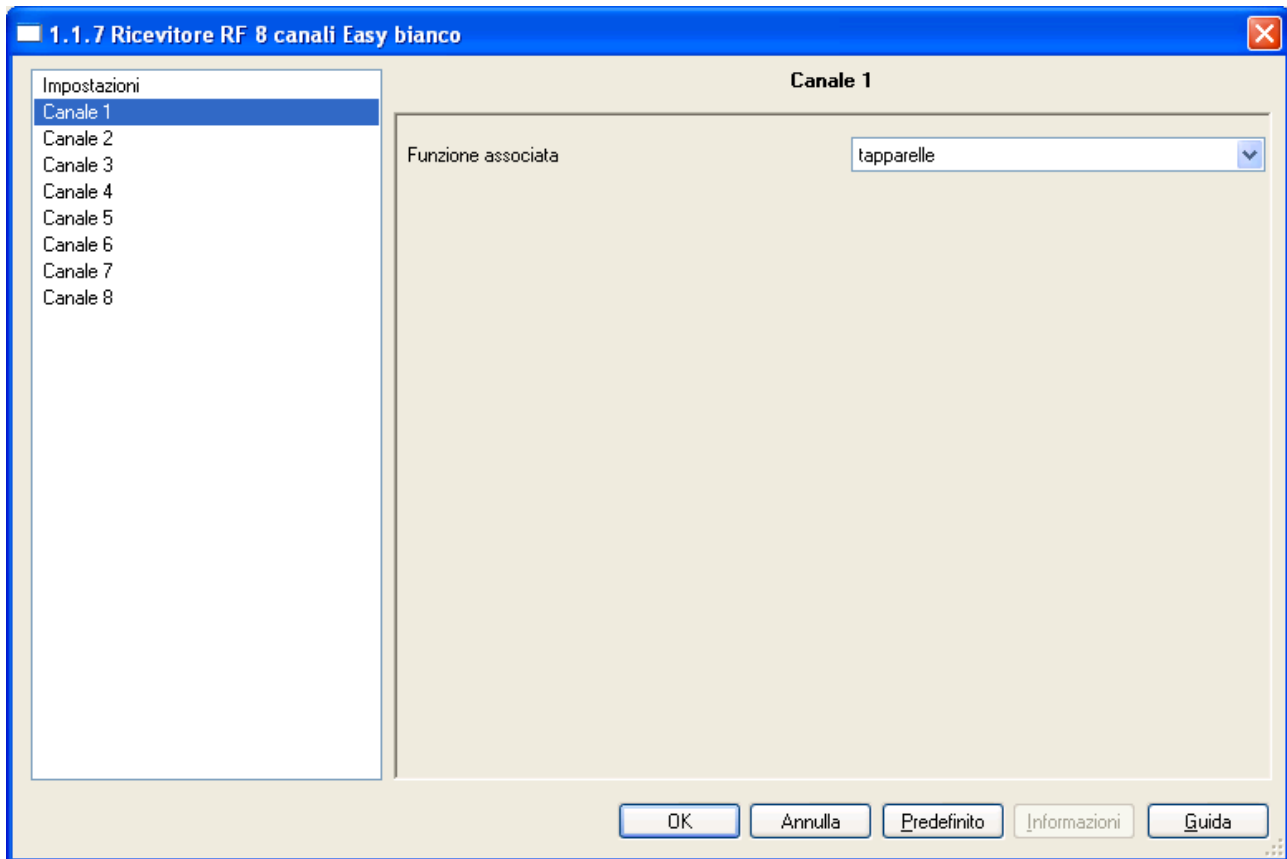 1.1.7 Ricevitore RF 8 canali Easy bianco
Impostazioni
Canale 1
Canale 2
Canale 3
Canale 4
Canale 5
Canale 6
Canale 7
Canale 8
Canale 1
Funzione associata
tapparelle
OK
Annulla
Predefinito
Informazioni
Guida